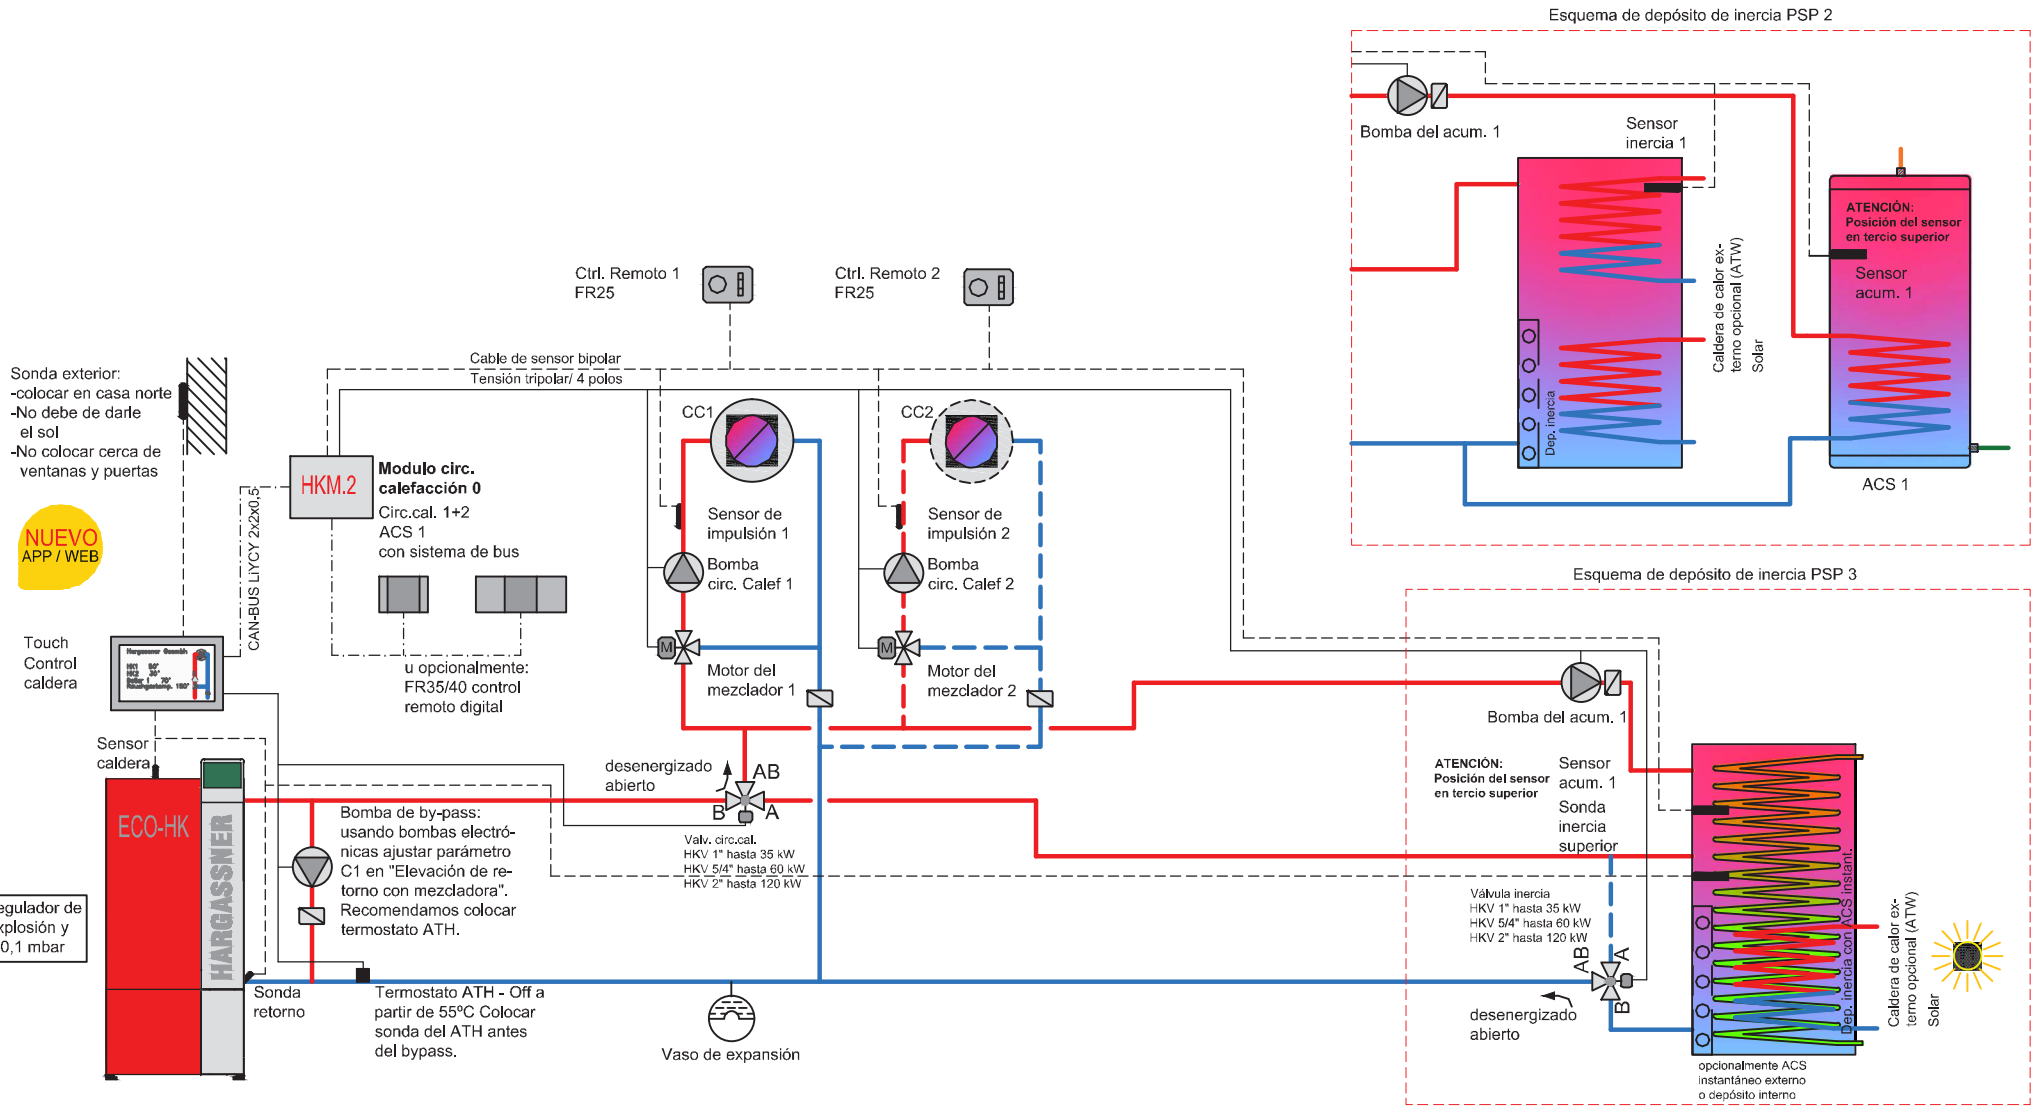 Esquema de depósito de inercia PSP 2
Bomba del acum. 1
Sensor
inercia 1
ATENCIÓN:
Posición del sensor
en tercio superior
Sensor
acum. 1
Caldera de calor ex-
terno opcional (ATW)
Solar
Dep. inercia
ACS 1
Ctrl. Remoto 1
FR25
Ctrl. Remoto 2
FR25
Cable de sensor bipolar
Tensión tripolar/ 4 polos
Sonda exterior:
-colocar en casa norte
-No debe de darle
el sol
-No colocar cerca de
ventanas y puertas
NUEVO
APP / WEB
CAN-BUS LiYCY 2x2x0,5
HKM.2
Modulo circ.
calefacción 0
Circ.cal. 1+2
ACS 1
con sistema de bus
u opcionalmente:
FR35/40 control
remoto digital
CC1
CC2
Sensor de
impulsión 1
Sensor de
impulsión 2
Bomba
circ. Calef 1
Bomba
circ. Calef 2
M
M
Motor del
mezclador 1
Motor del
mezclador 2
Touch
Control
caldera
HK1 50°
HK2 30°
Sensor
caldera
ECO-HK
HARGASSNER
egulador de
xplosión y
0,1 mbar
Bomba de by-pass:
usando bombas electró-
nicas ajustar parámetro
C1 en "Elevación de re-
torno con mezcladora".
Recomendamos colocar
termostato ATH.
desenergizado
abierto
AB
B
A
Valv. circ.cal.
HKV 1" hasta 35 kW
HKV 5/4" hasta 60 kW
HKV 2" hasta 120 kW
Sonda
retorno
Termostato ATH - Off a
partir de 55ºC Colocar
sonda del ATH antes
del bypass.
Vaso de expansión
Esquema de depósito de inercia PSP 3
Bomba del acum. 1
ATENCIÓN:
Posición del sensor
en tercio superior
Sensor
acum. 1
Sonda
inercia
superior
Válvula inercia
HKV 1" hasta 35 kW
HKV 5/4" hasta 60 kW
HKV 2" hasta 120 kW
AB
A
B
desenergizado
abierto
Dep. inercia con ACS instant.
Caldera de calor ex-
terno opcional (ATW)
Solar
opcionalmente ACS
instantáneo externo
o depósito interno